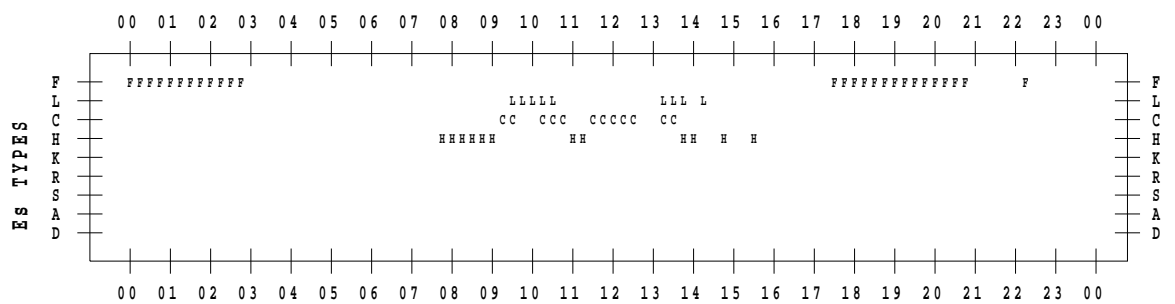 00 01 02 03 04 05 06 07 08 09 10 11 12 13 14 15 16 17 18 19 20 21 22 23 00
Es TYPES
F FFFFFFFFFFFF FFFFFFFFFFFFFF F F
L LLLLL LLL L L
C CC CCC CCCCC CC C
H HHHHHH HH HH H H H
K K
R R
S S
A A
D D
00 01 02 03 04 05 06 07 08 09 10 11 12 13 14 15 16 17 18 19 20 21 22 23 00